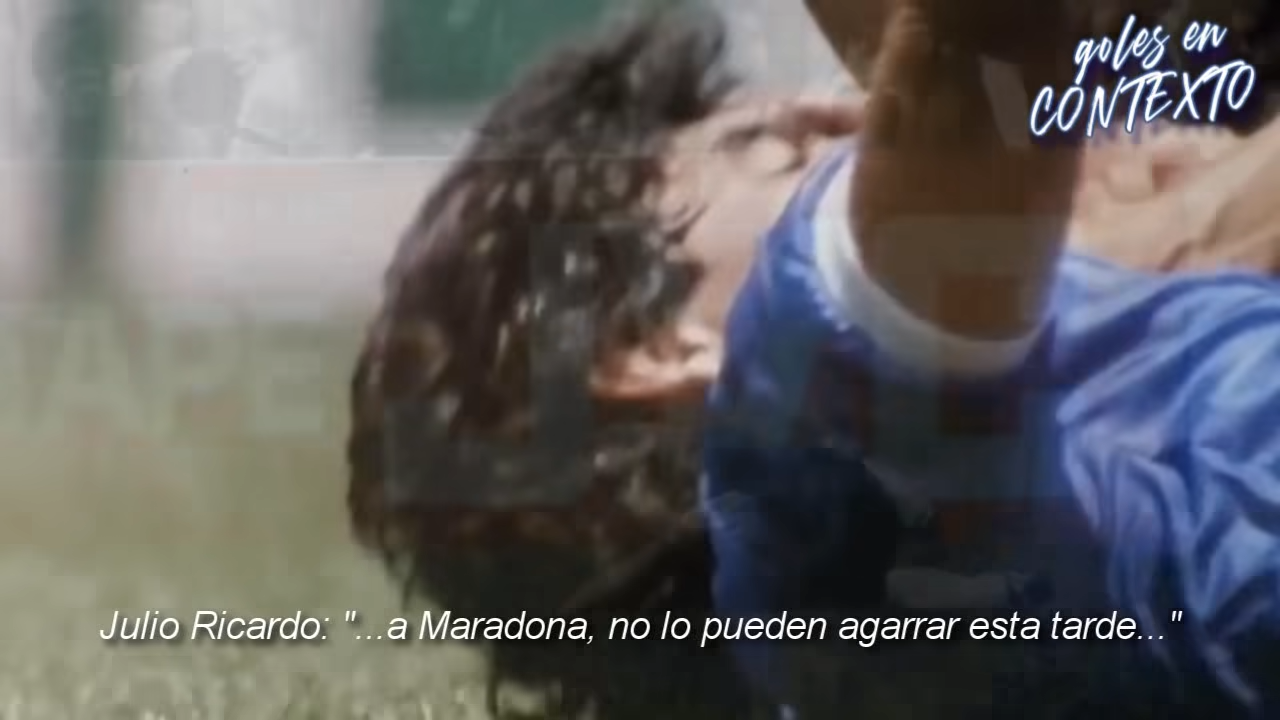 goles en
CONTEXTO
Julio Ricardo: "...a Maradona, no lo pueden agarrar esta tarde..."